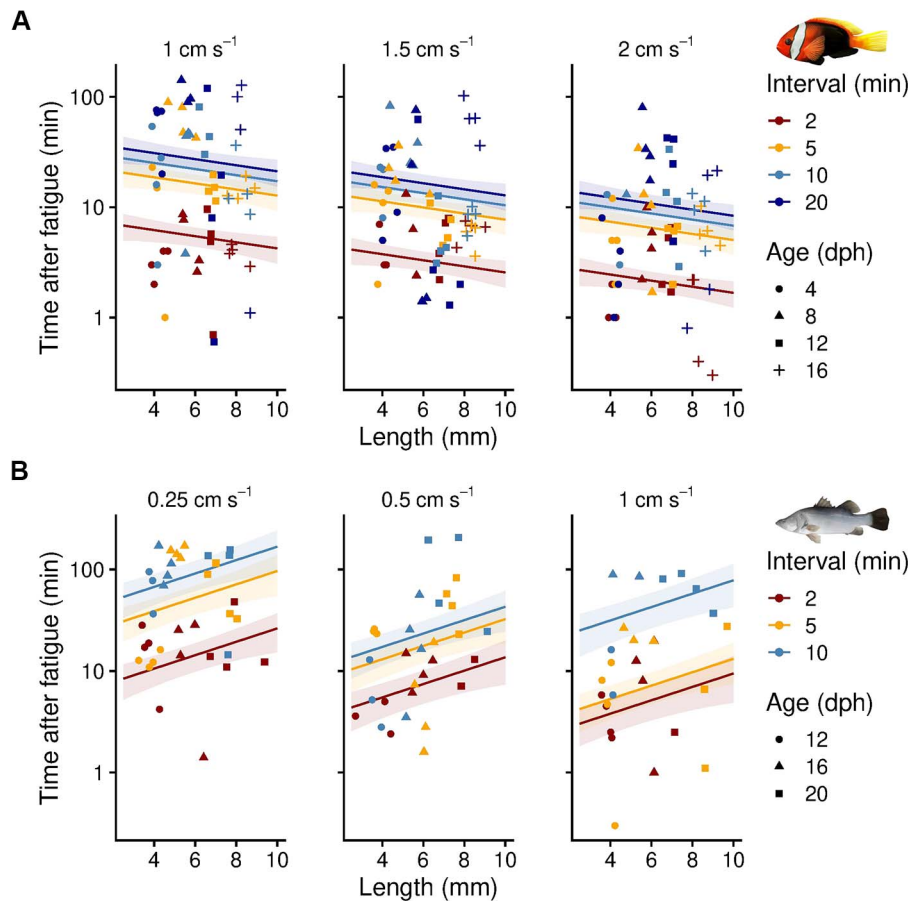 A
1 cm s⁻¹
1.5 cm s⁻¹
2 cm s⁻¹
Time after fatigue (min)
100
10
1
4 6 8 10
4 6 8 10
4 6 8 10
Length (mm)
Interval (min)
2
5
10
20
Age (dph)
4
8
12
16
B
0.25 cm s⁻¹
0.5 cm s⁻¹
1 cm s⁻¹
Time after fatigue (min)
100
10
1
4 6 8 10
4 6 8 10
4 6 8 10
Length (mm)
Interval (min)
2
5
10
Age (dph)
12
16
20